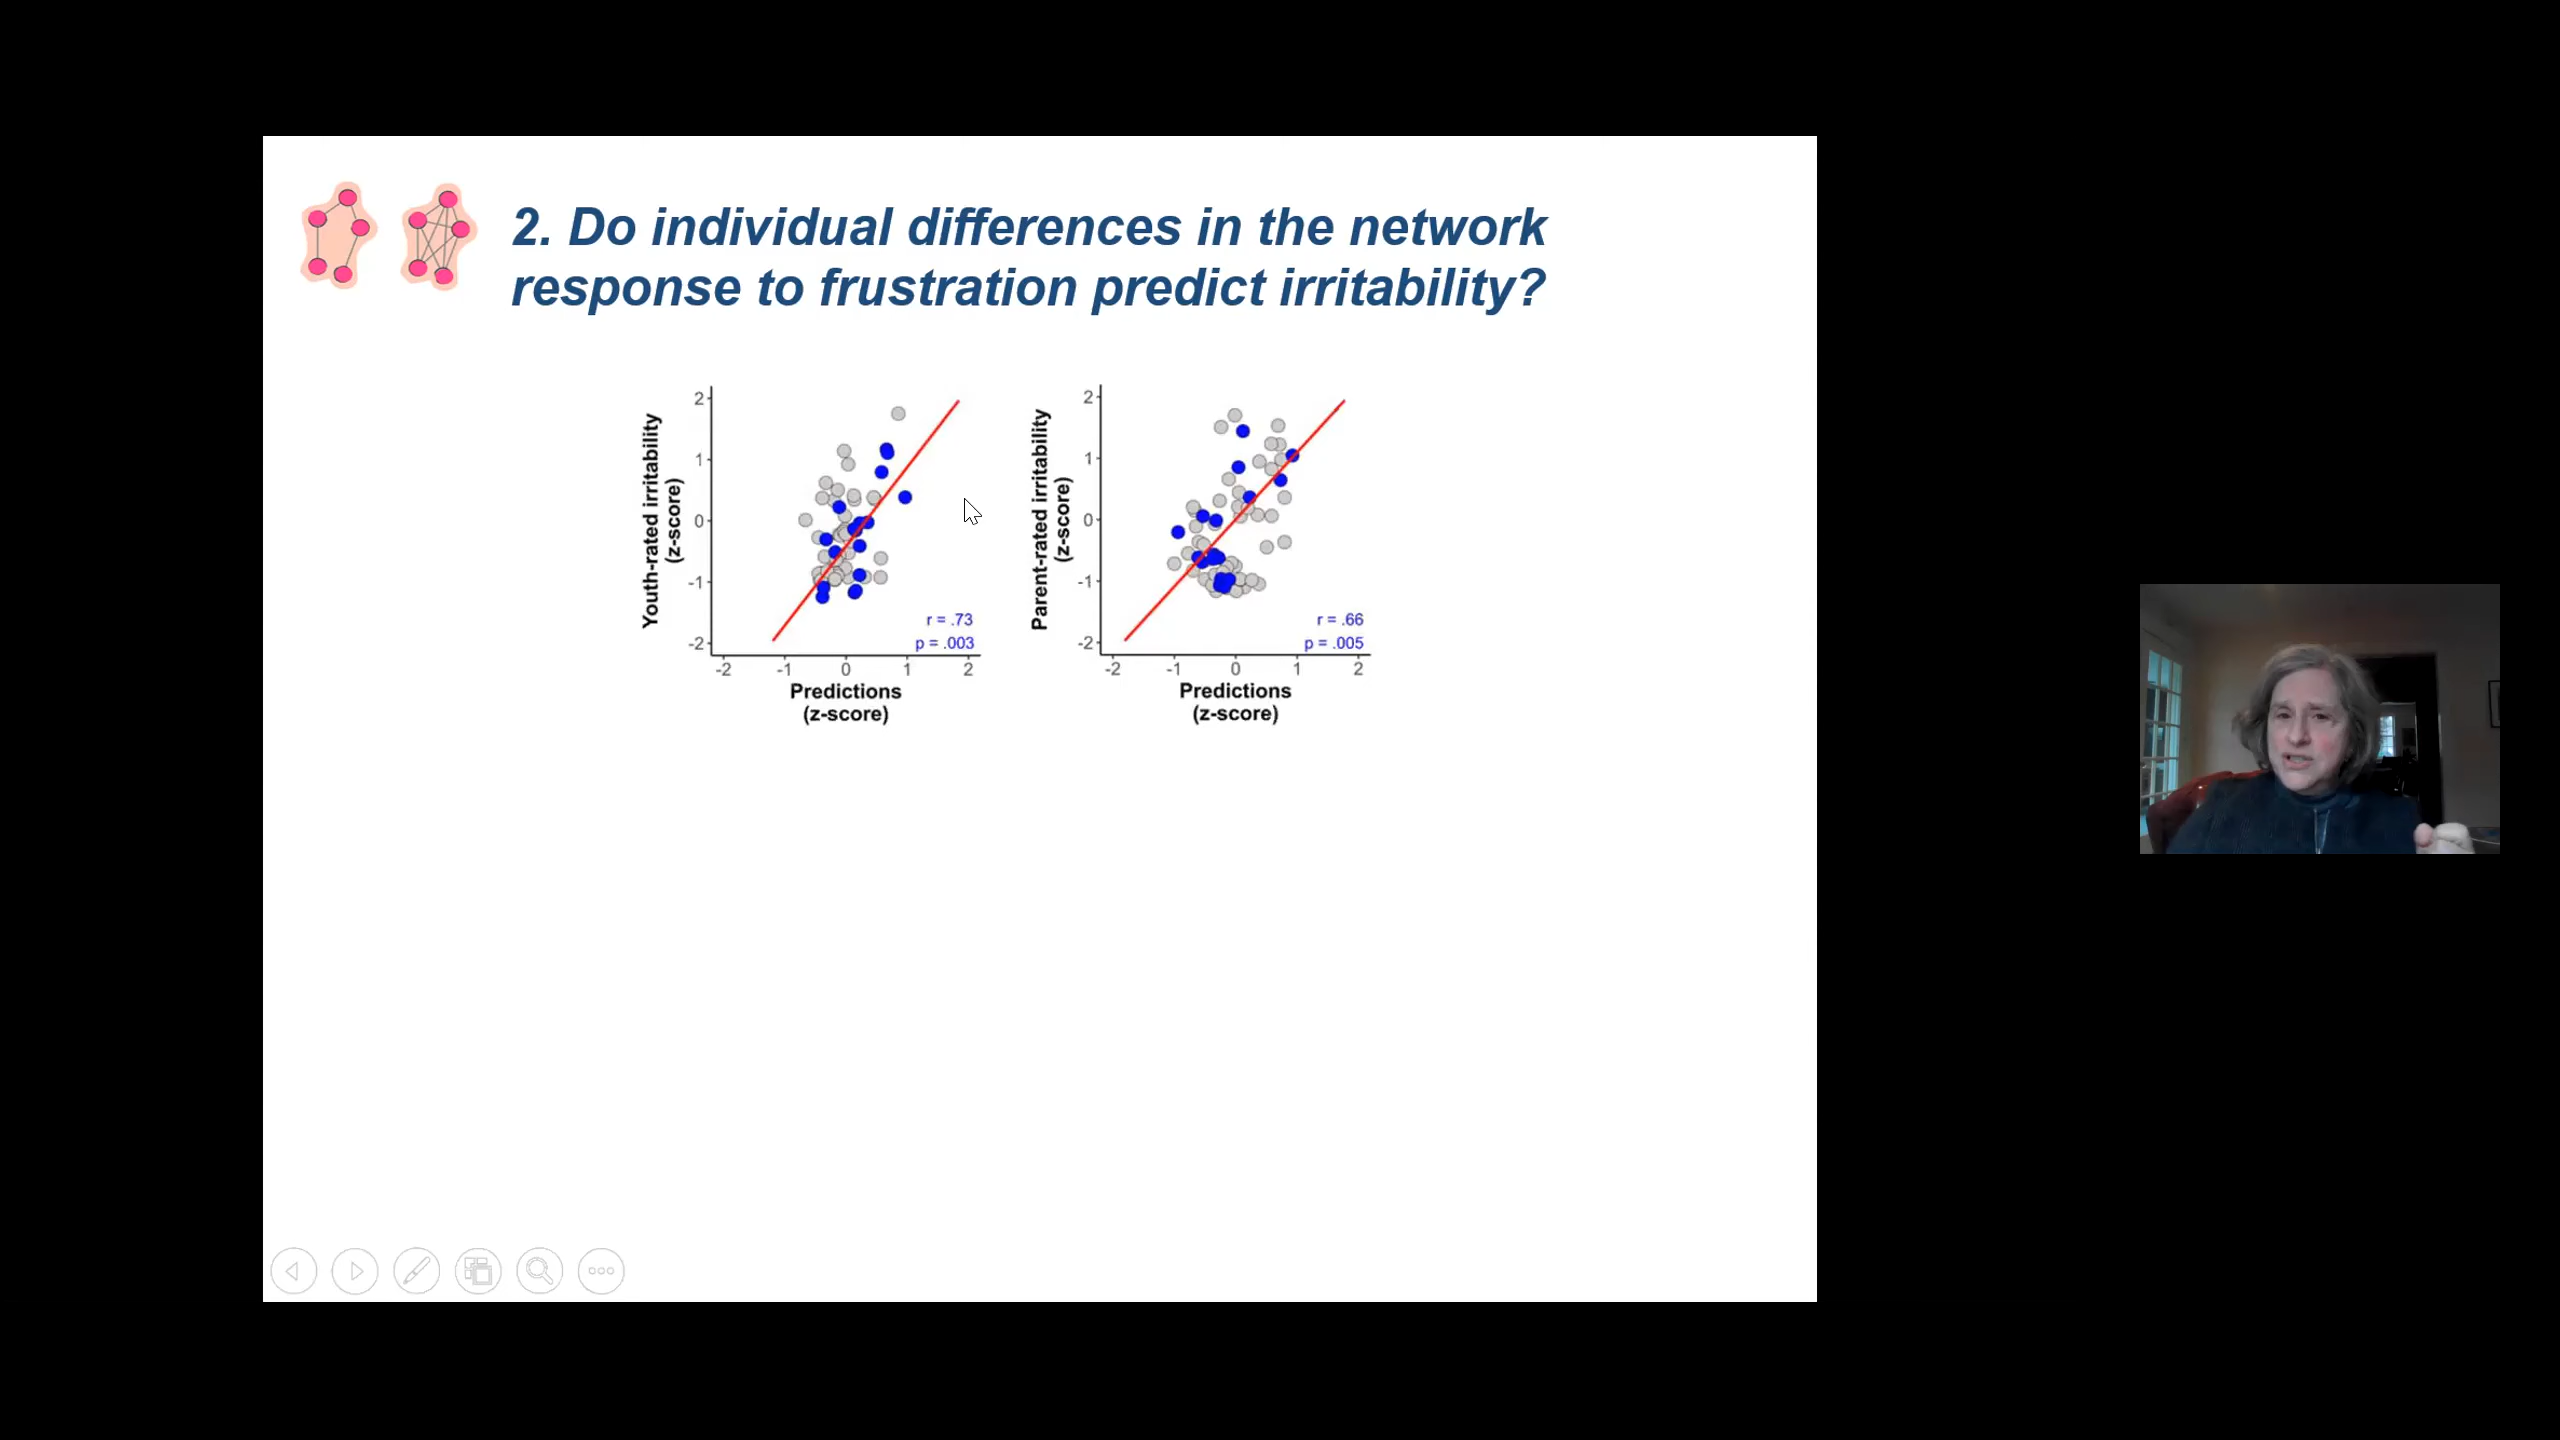 2. Do individual differences in the network
response to frustration predict irritability?
Youth-rated irritability
(z-score)
2
1
0
-1
-2
-2 -1 0 1 2
r = .73
p = .003
Predictions
(z-score)
Parent-rated irritability
(z-score)
2
1
0
-1
-2
-2 -1 0 1 2
r = .66
p = .005
Predictions
(z-score)